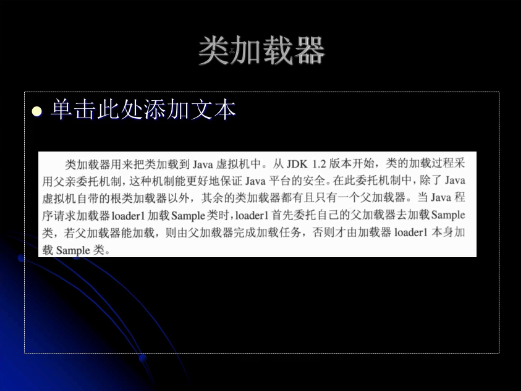 类加载器
单击此处添加文本
类加载器用来把类加载到 Java 虚拟机中。从 JDK 1.2 版本开始，类的加载过程采
用父亲委托机制，这种机制能更好地保证 Java 平台的安全。在此委托机制中，除了 Java
虚拟机自带的根类加载器以外，其余的类加载器都有且只有一个父加载器。当 Java 程
序请求加载器 loader1 加载 Sample 类时，loader1 首先委托自己的父加载器去加载 Sample
类，若父加载器能加载，则由父加载器完成加载任务，否则才由加载器 loader1 本身加
载 Sample 类。